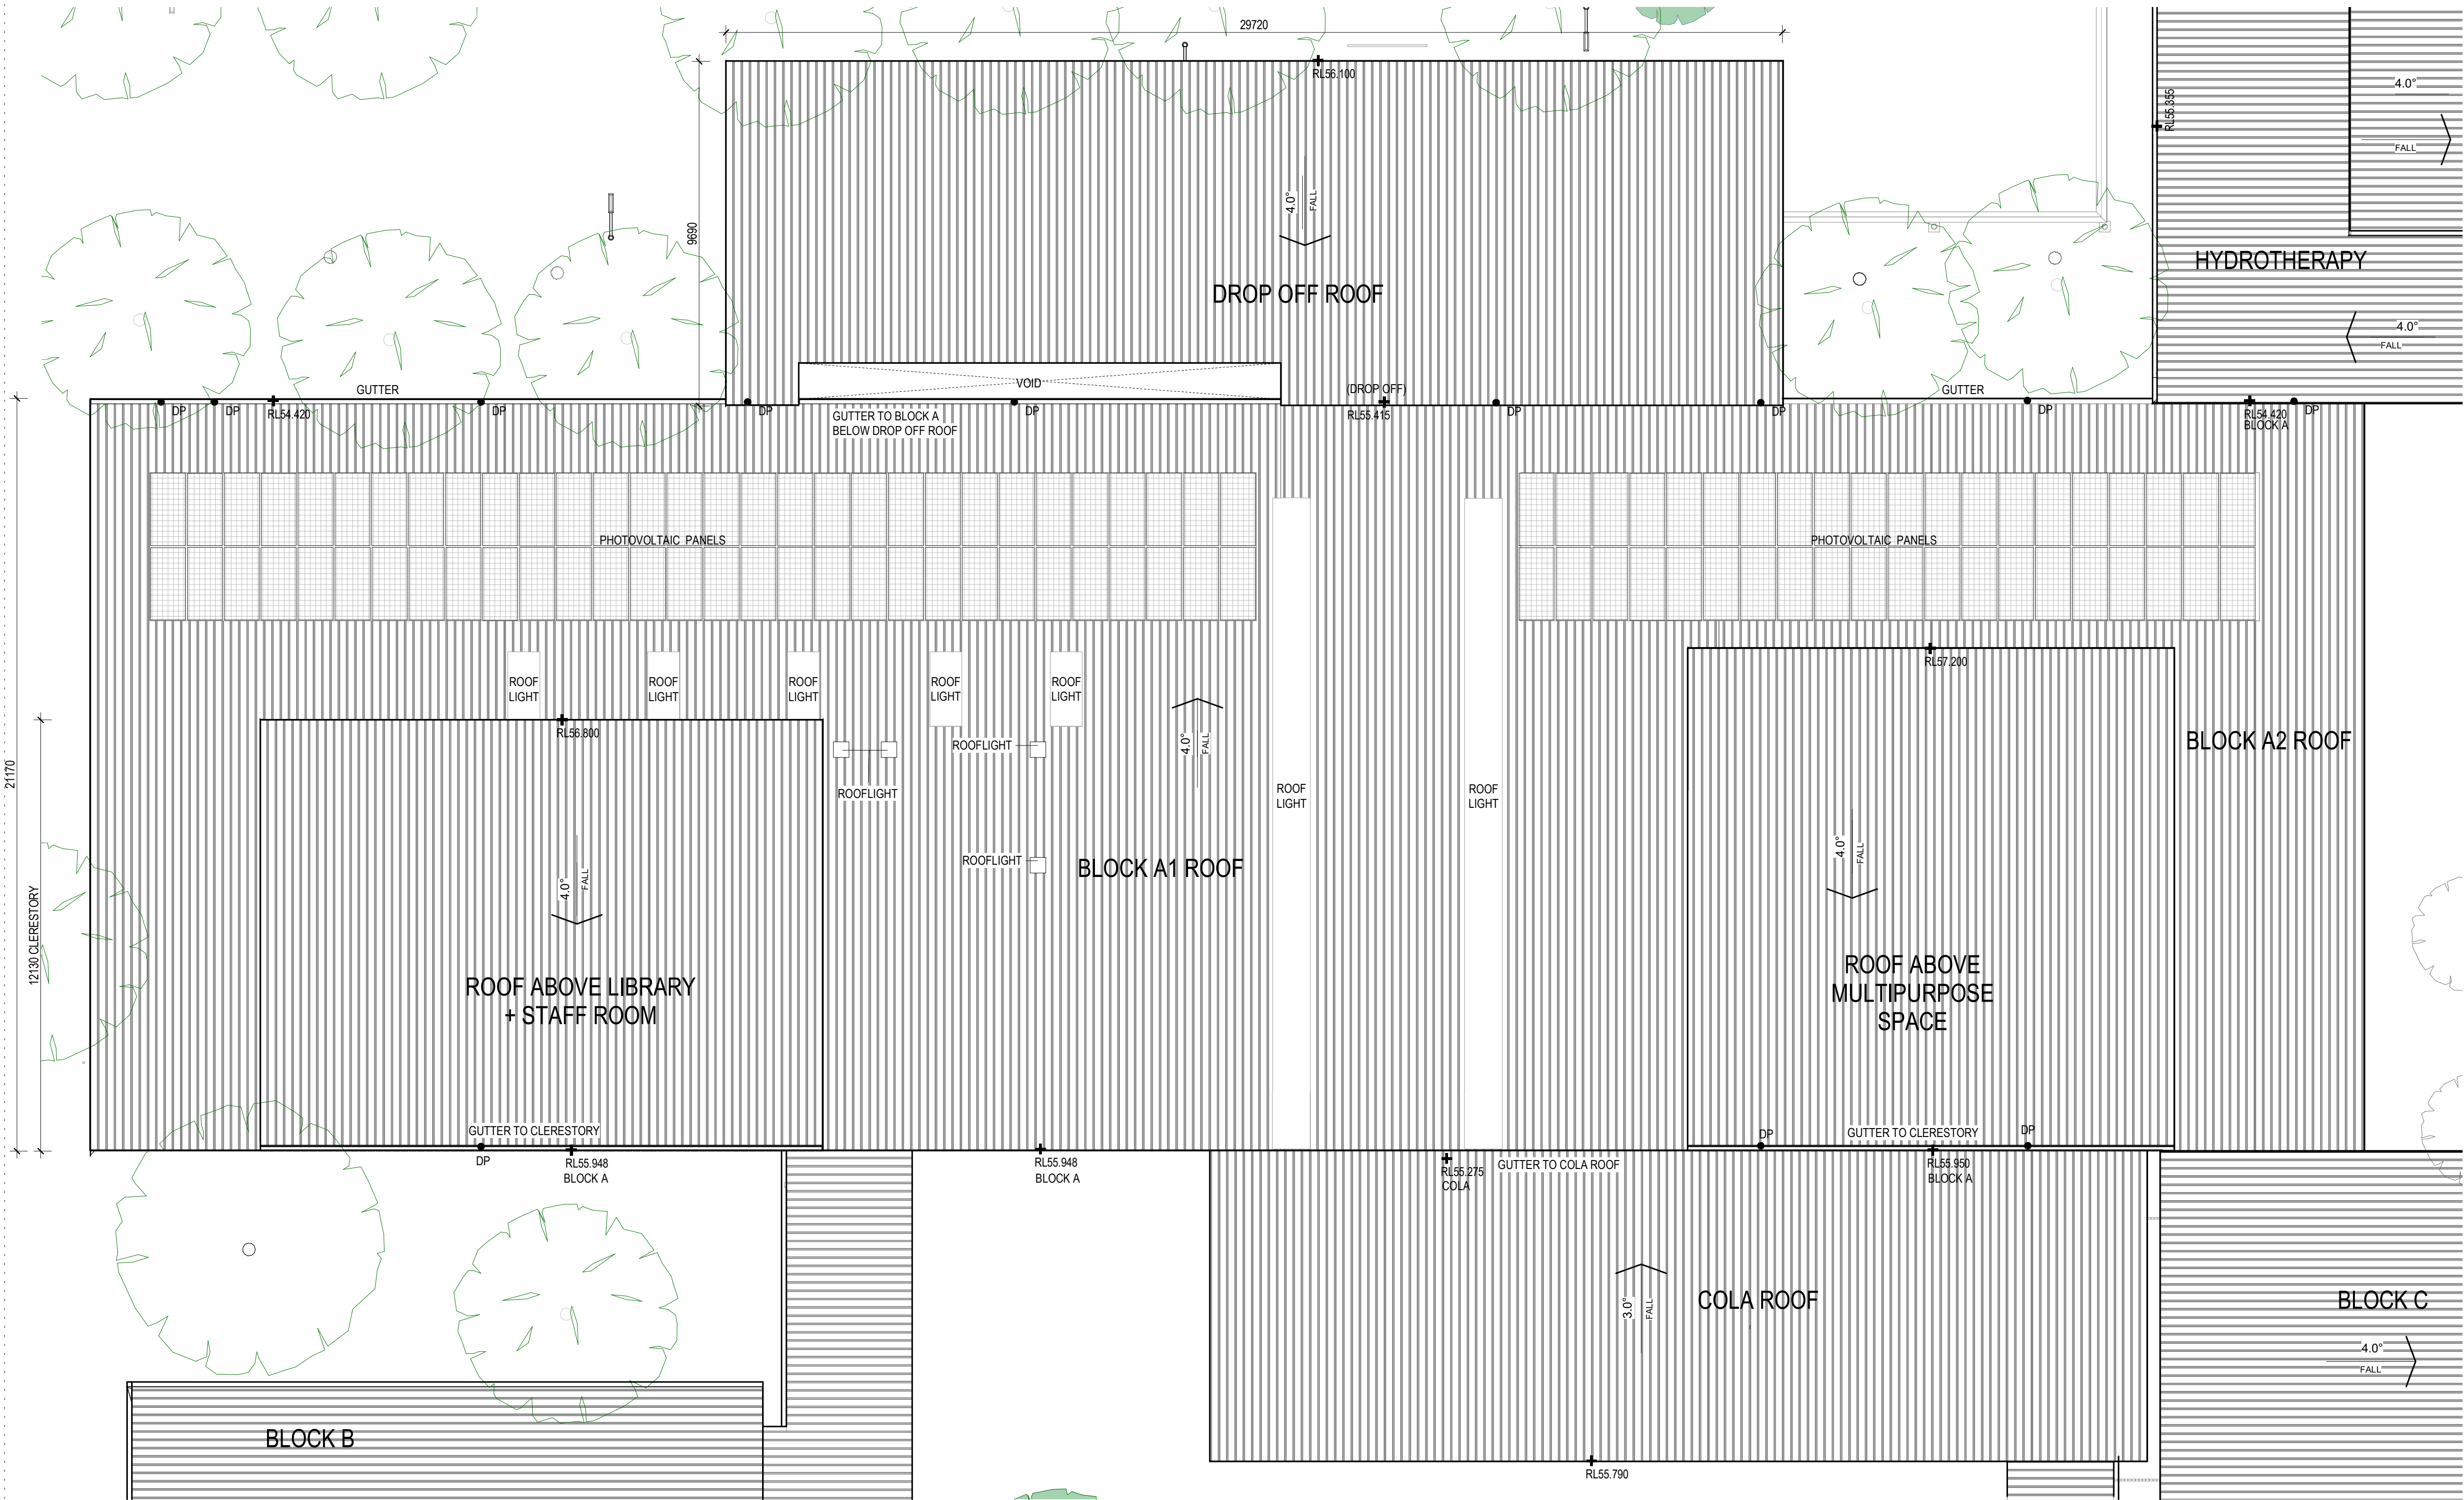 29720
RL56.100
4.0°
FALL
RL55.355
4.0°
FALL
9690
HYDROTHERAPY
DROP OFF ROOF
4.0°
FALL
VOID
GUTTER
(DROP OFF)
GUTTER
DP
DP
RL54.420
DP
DP
GUTTER TO BLOCK A
BELOW DROP OFF ROOF
DP
RL55.415
DP
DP
DP
RL54.420
BLOCK A
DP
PHOTOVOLTAIC PANELS
PHOTOVOLTAIC PANELS
RL57.200
ROOF
LIGHT
ROOF
LIGHT
ROOF
LIGHT
ROOF
LIGHT
ROOF
LIGHT
RL56.800
ROOFLIGHT
4.0°
FALL
BLOCK A2 ROOF
21170
ROOFLIGHT
ROOF
LIGHT
ROOF
LIGHT
4.0°
FALL
ROOFLIGHT
BLOCK A1 ROOF
4.0°
FALL
12130 CLERESTORY
ROOF ABOVE LIBRARY
+ STAFF ROOM
ROOF ABOVE
MULTIPURPOSE
SPACE
GUTTER TO CLERESTORY
DP
GUTTER TO CLERESTORY
DP
DP
RL55.948
BLOCK A
RL55.948
BLOCK A
RL55.275
COLA
GUTTER TO COLA ROOF
RL55.950
BLOCK A
3.0°
FALL
COLA ROOF
BLOCK C
4.0°
FALL
BLOCK B
RL55.790